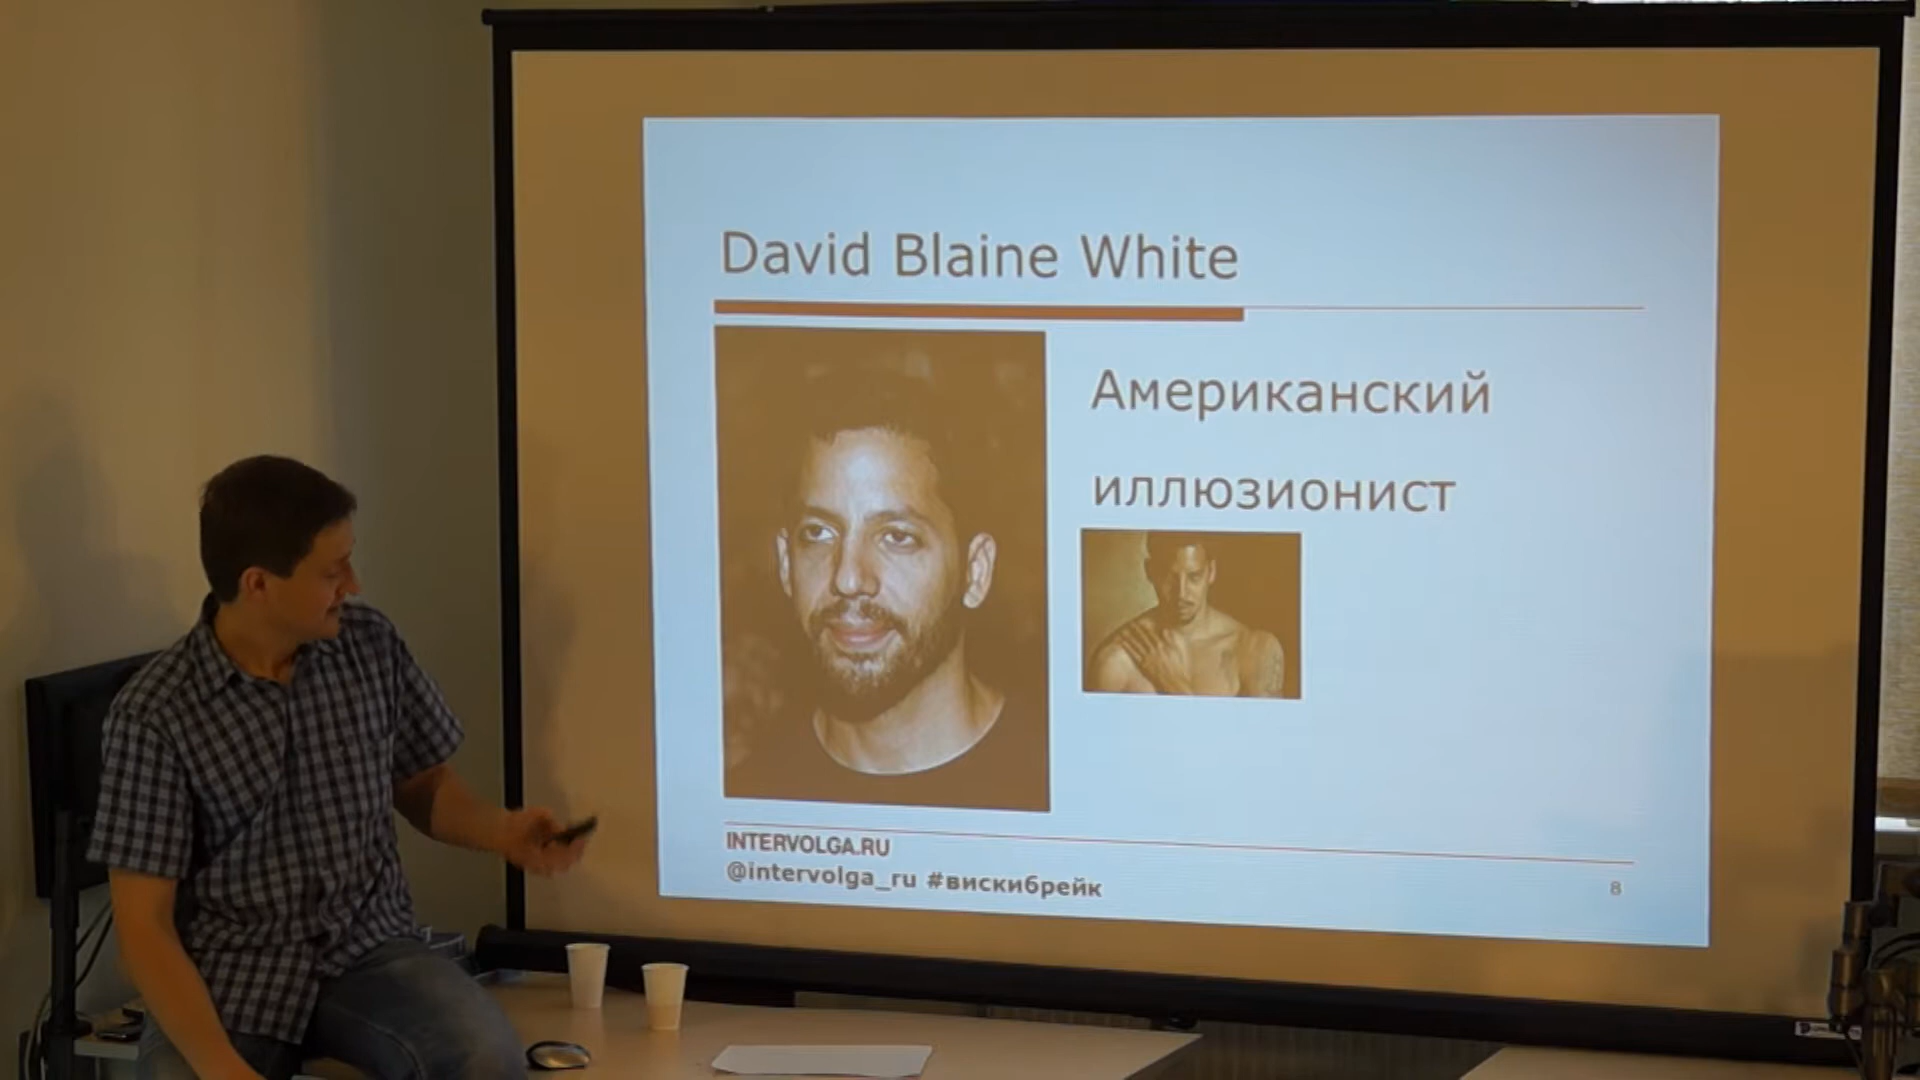 David Blaine White
Американский
иллюзионист
INTERVOLGA.RU
@intervolga_ru #вискибрейк
8